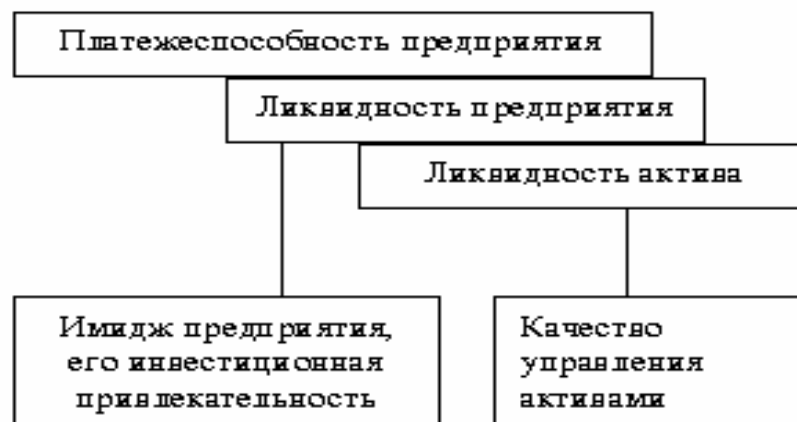 Платежеспособность предприятия
Ликвидность предприятия
Ликвидность актива
Имидж предприятия,
его инвестиционная
привлекательность
Качество
управления
активами